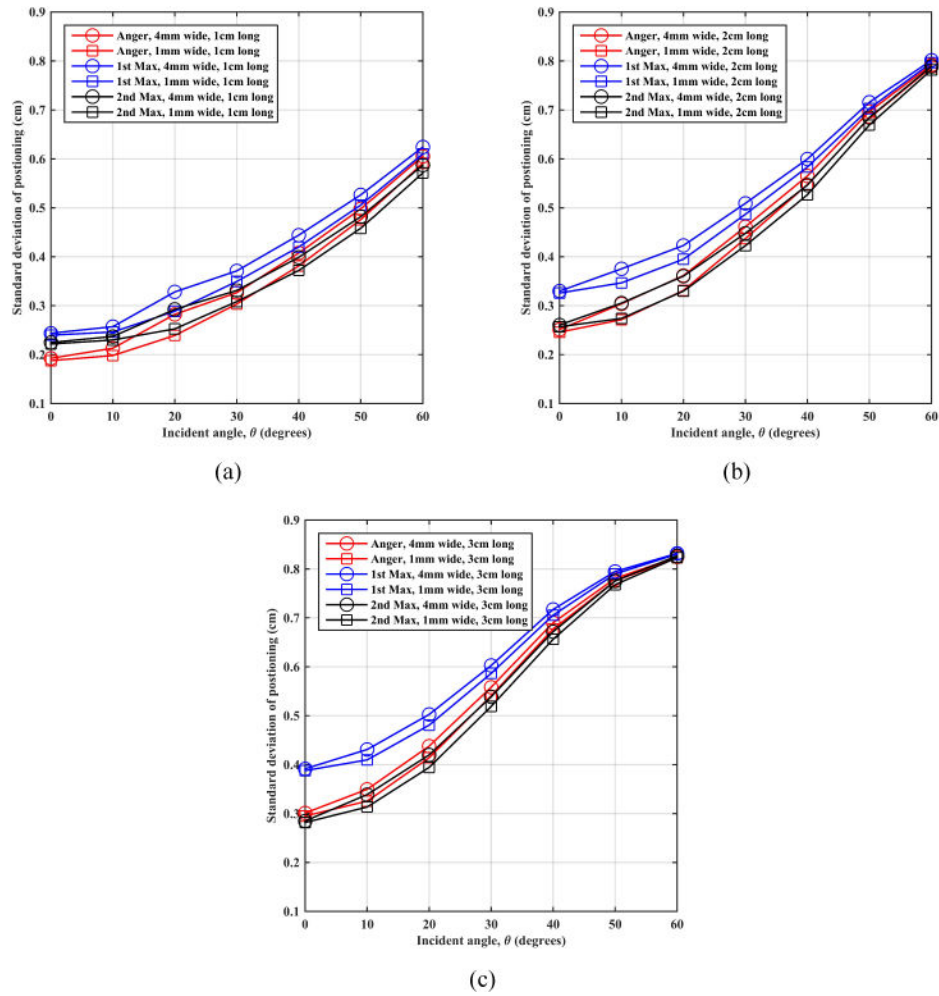 0.9
0.8
0.7
0.6
0.5
0.4
0.3
0.2
0.1
Standard deviation of postioning (cm)
Anger, 4mm wide, 1cm long
Anger, 1mm wide, 1cm long
1st Max, 4mm wide, 1cm long
1st Max, 1mm wide, 1cm long
2nd Max, 4mm wide, 1cm long
2nd Max, 1mm wide, 1cm long
0 10 20 30 40 50 60
Incident angle, θ (degrees)
(a)
0.9
0.8
0.7
0.6
0.5
0.4
0.3
0.2
0.1
Standard deviation of postioning (cm)
Anger, 4mm wide, 2cm long
Anger, 1mm wide, 2cm long
1st Max, 4mm wide, 2cm long
1st Max, 1mm wide, 2cm long
2nd Max, 4mm wide, 2cm long
2nd Max, 1mm wide, 2cm long
0 10 20 30 40 50 60
Incident angle, θ (degrees)
(b)
0.9
0.8
0.7
0.6
0.5
0.4
0.3
0.2
0.1
Standard deviation of postioning (cm)
Anger, 4mm wide, 3cm long
Anger, 1mm wide, 3cm long
1st Max, 4mm wide, 3cm long
1st Max, 1mm wide, 3cm long
2nd Max, 4mm wide, 3cm long
2nd Max, 1mm wide, 3cm long
0 10 20 30 40 50 60
Incident angle, θ (degrees)
(c)